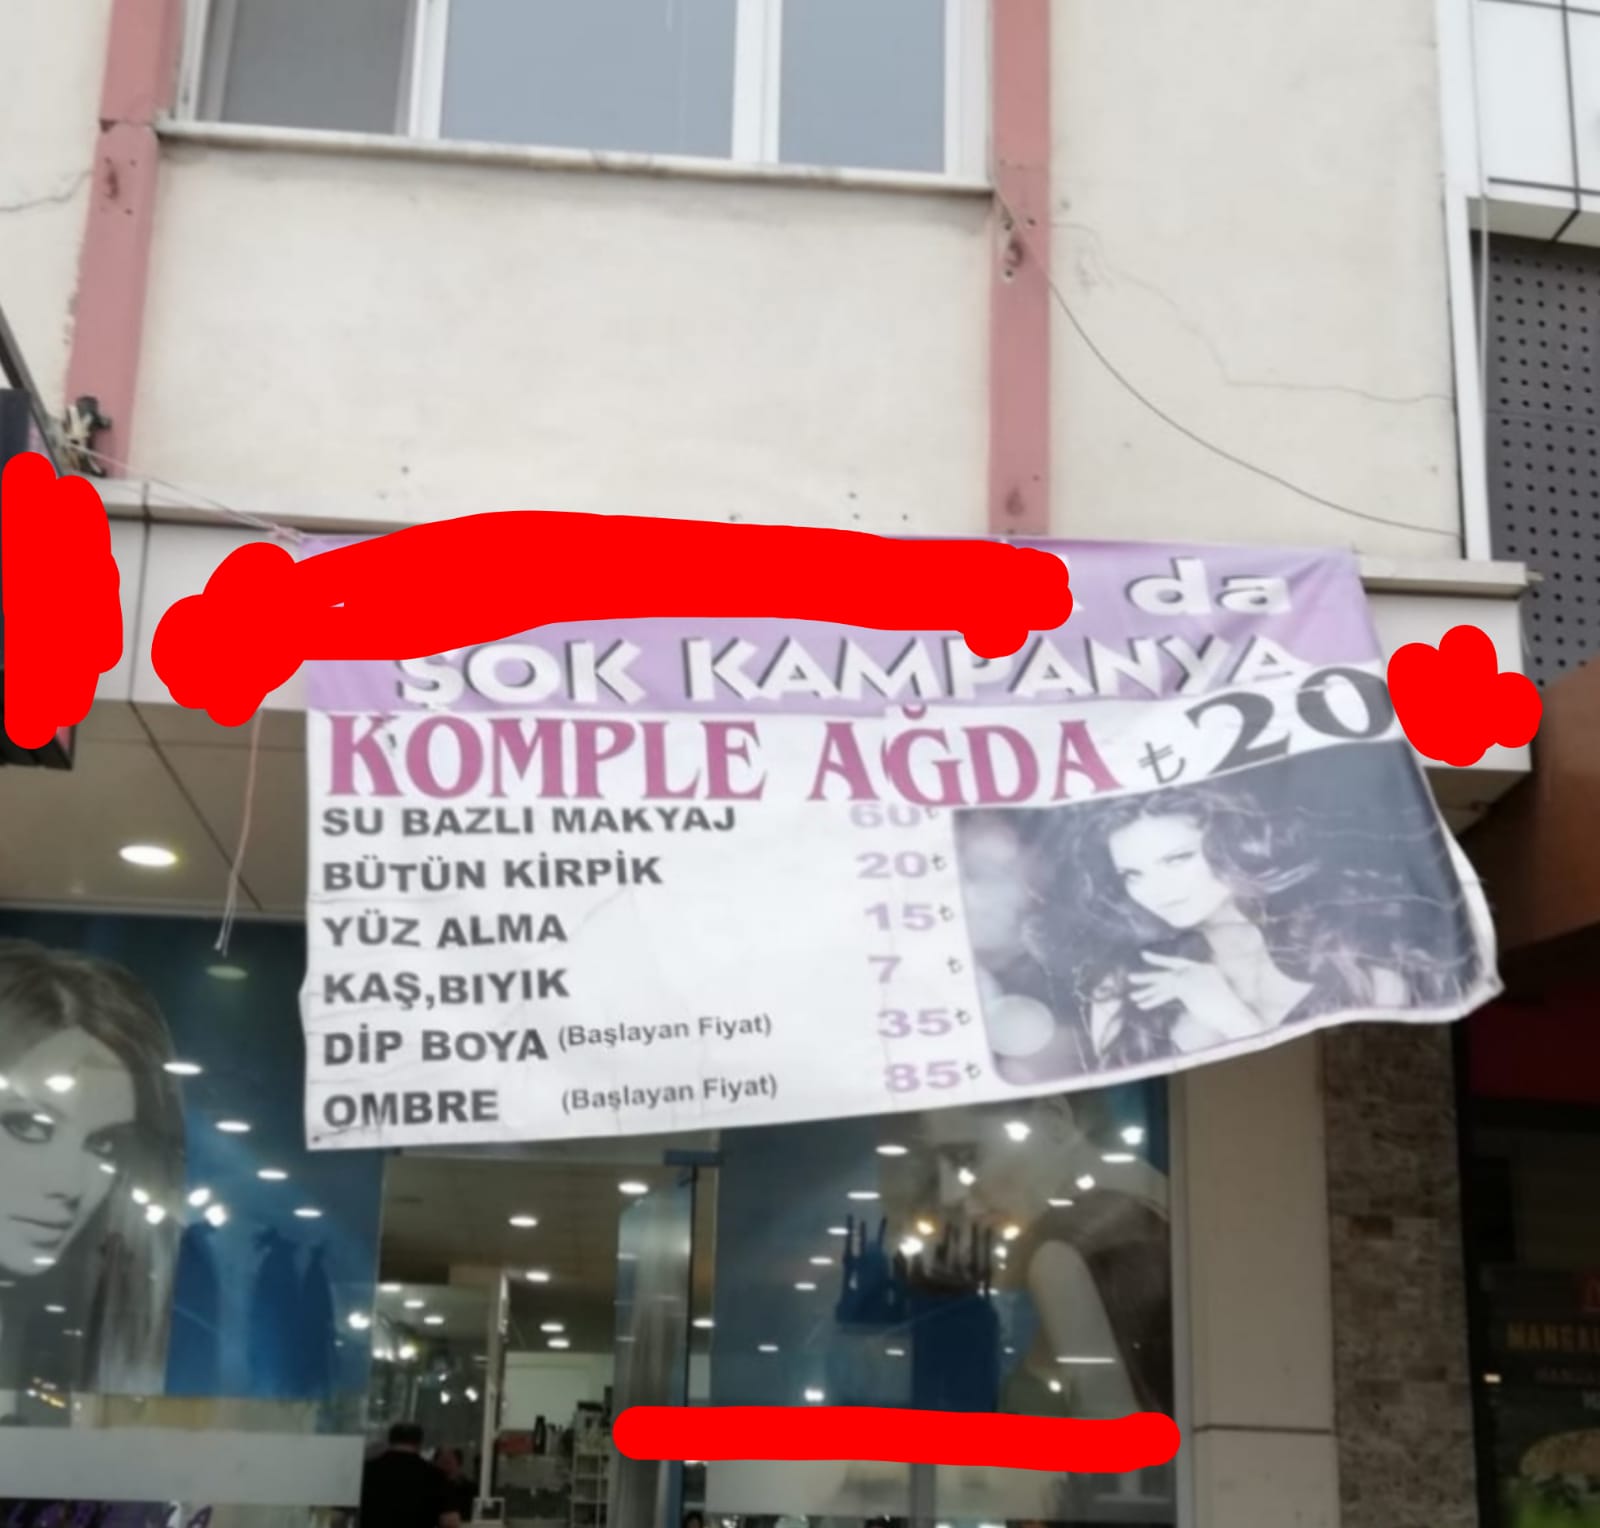 da
ŞOK KAMPANYA
KOMPLE AĞDA ₺20
SU BAZLI MAKYAJ 60₺
BÜTÜN KİRPİK 20₺
YÜZ ALMA 15₺
KAŞ,BIYIK 7 ₺
DİP BOYA (Başlayan Fiyat) 35₺
OMBRE (Başlayan Fiyat) 85₺